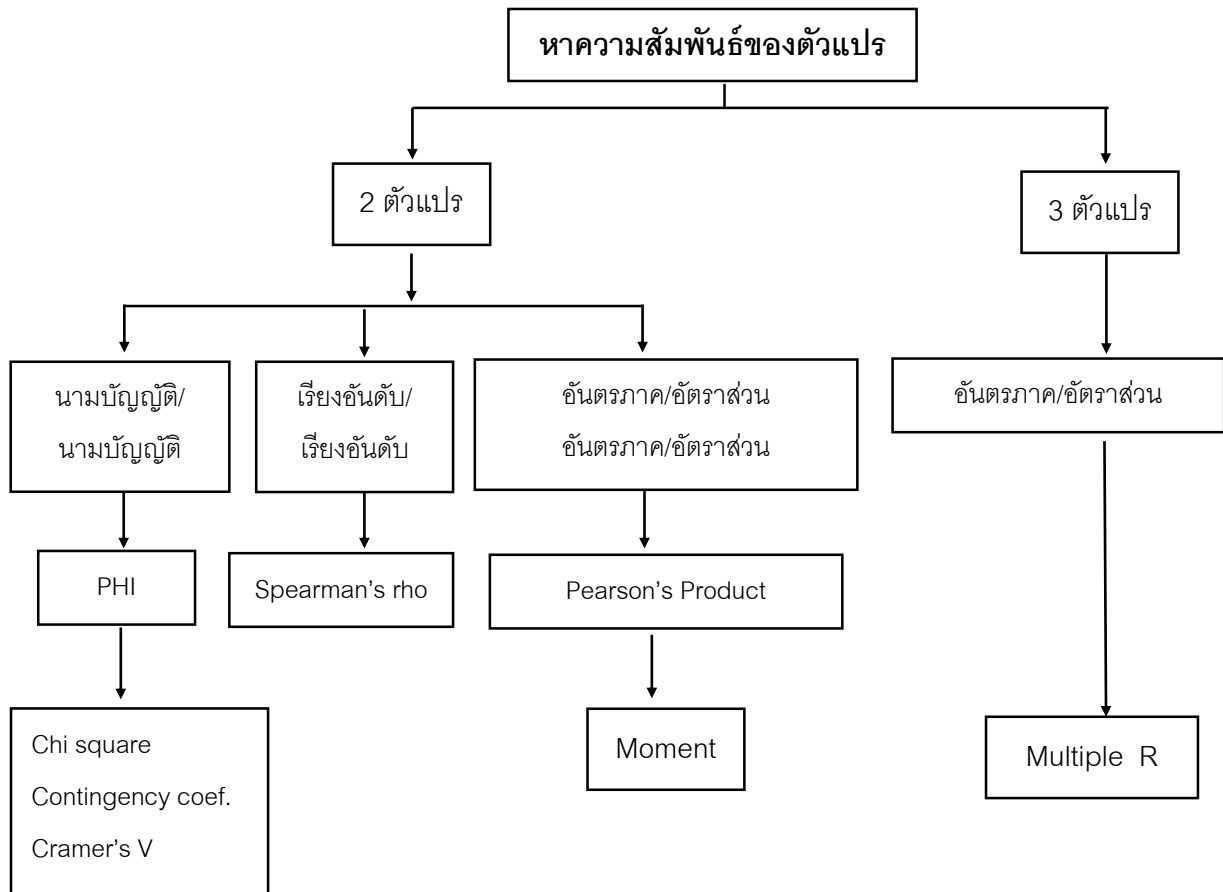 หาความสัมพันธ์ของตัวแปร
2 ตัวแปร
3 ตัวแปร
นามบัญญัติ/
นามบัญญัติ
เรียงอันดับ/
เรียงอันดับ
อันตรภาค/อัตราส่วน
อันตรภาค/อัตราส่วน
อันตรภาค/อัตราส่วน
PHI
Spearman’s rho
Pearson’s Product
Chi square
Contingency coef.
Cramer’s V
Moment
Multiple R